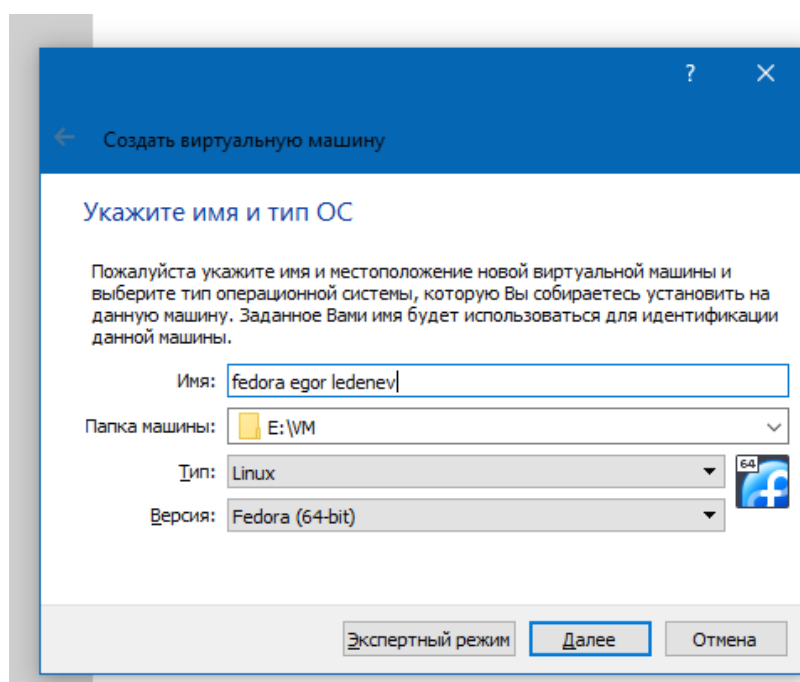 ?
Создать виртуальную машину
Укажите имя и тип ОС
Пожалуйста укажите имя и местоположение новой виртуальной машины и
выберите тип операционной системы, которую Вы собираетесь установить на
данную машину. Заданное Вами имя будет использоваться для идентификации
данной машины.
Имя: fedora egor ledenev
Папка машины: E:\VM
Тип: Linux
64
Версия: Fedora (64-bit)
Экспертный режим Далее Отмена